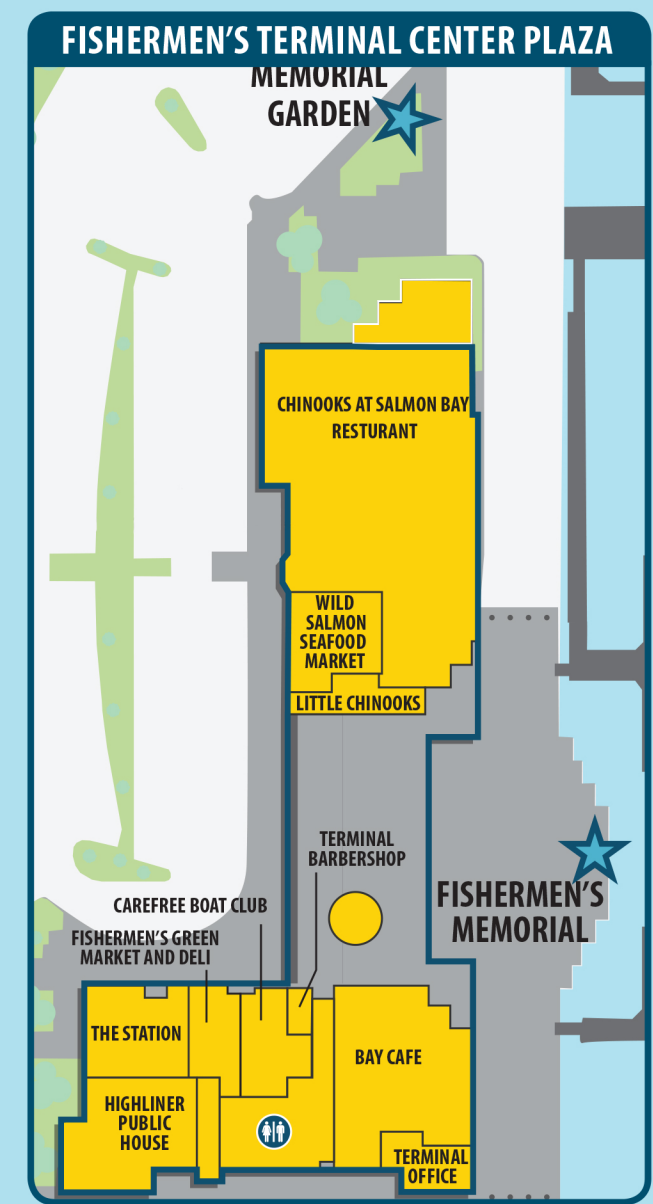 FISHERMEN'S TERMINAL CENTER PLAZA
MEMORIAL
GARDEN
CHINOOKS AT SALMON BAY
RESTURANT
WILD
SALMON
SEAFOOD
MARKET
LITTLE CHINOOKS
TERMINAL
BARBERSHOP
CAREFREE BOAT CLUB
FISHERMEN'S
MEMORIAL
FISHERMEN'S GREEN
MARKET AND DELI
THE STATION
BAY CAFE
HIGHLINER
PUBLIC
HOUSE
TERMINAL
OFFICE